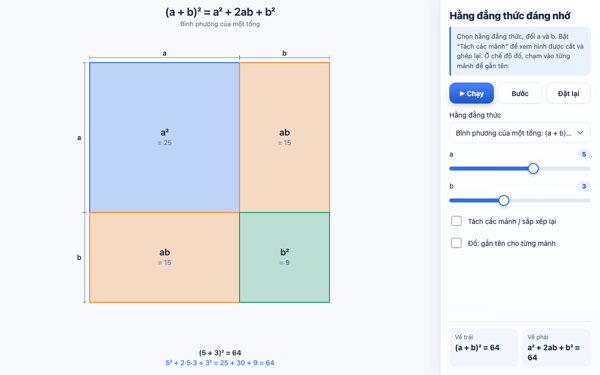 (a + b)² = a² + 2ab + b²
Bình phương của một tổng
a
b
a
a²
= 25
ab
= 15
b
ab
= 15
b²
= 9
(5 + 3)² = 64
5² + 2·5·3 + 3² = 25 + 30 + 9 = 64
Hằng đẳng thức đáng nhớ
Chọn hằng đẳng thức, đổi a và b. Bật
"Tách các mảnh" để xem hình được cắt và
ghép lại. Ở chế độ đố, chạm vào từng
mảnh để gán tên.
▶ Chạy
Bước
Đặt lại
Hằng đẳng thức
Bình phương của một tổng: (a + b)...
a
5
b
3
Tách các mảnh / sắp xếp lại
Đố: gán tên cho từng mảnh
Vế trái
(a + b)² = 64
Vế phải
a² + 2ab + b² =
64